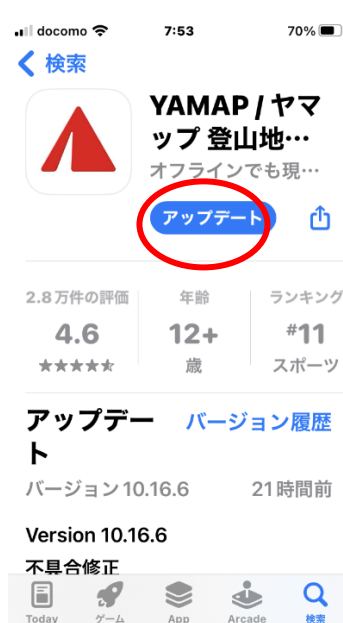 docomo 7:53 70%
検索
YAMAP / ヤマ
ップ 登山地…
オフラインでも現…
アップデート
2.8万件の評価 年齢 ランキング
4.6 12+ #11
★★★★★ 歳 スポーツ
アップデー バージョン履歴
ト
バージョン 10.16.6 21時間前
Version 10.16.6
不具合修正
Today ゲーム App Arcade 検索